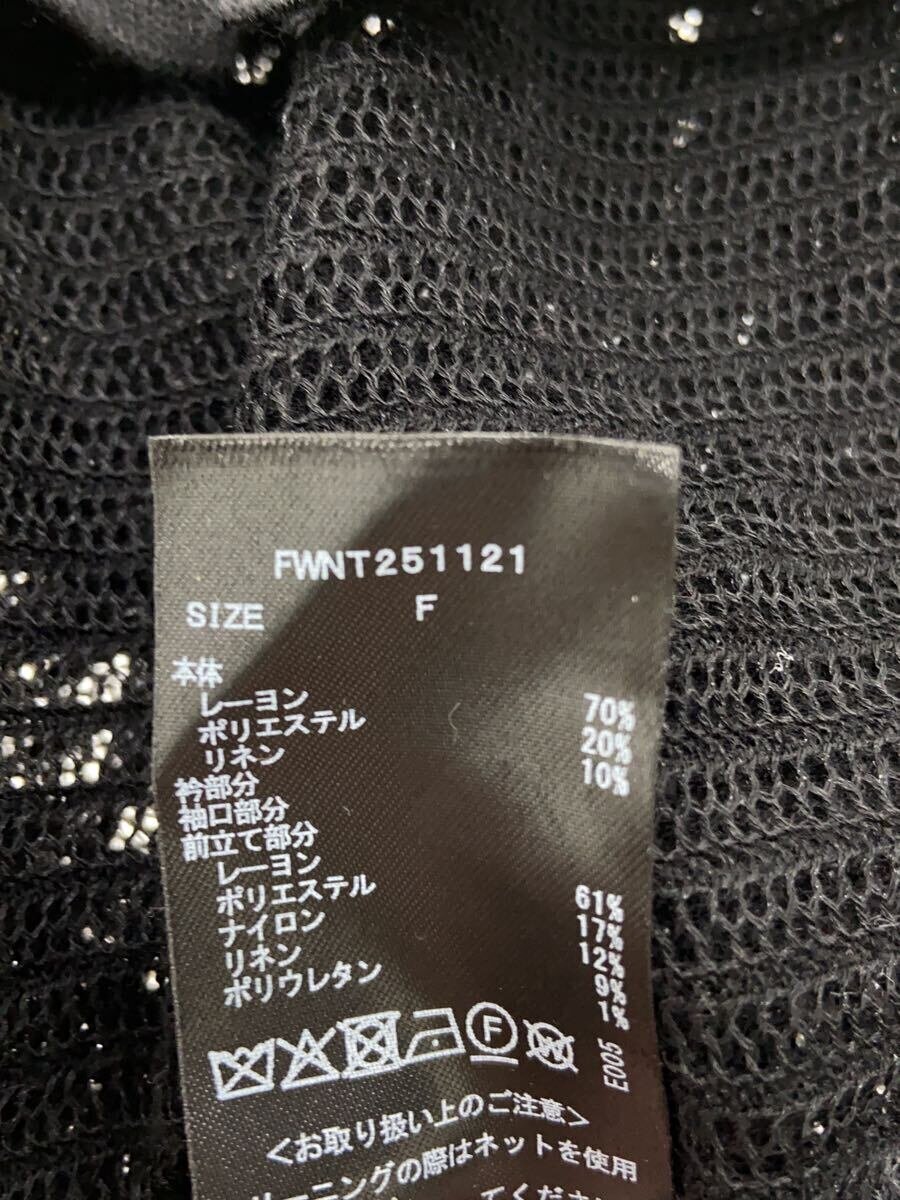 FWNT251121
SIZE F
本体
レーヨン 70%
ポリエステル 20%
リネン 10%
衿部分
袖口部分
前立て部分
レーヨン 61%
ポリエステル 17%
ナイロン 12%
リネン 9%
ポリウレタン 1%
F W
E005
<お取り扱い上のご注意>
リーニングの際はネットを使用
てくださ